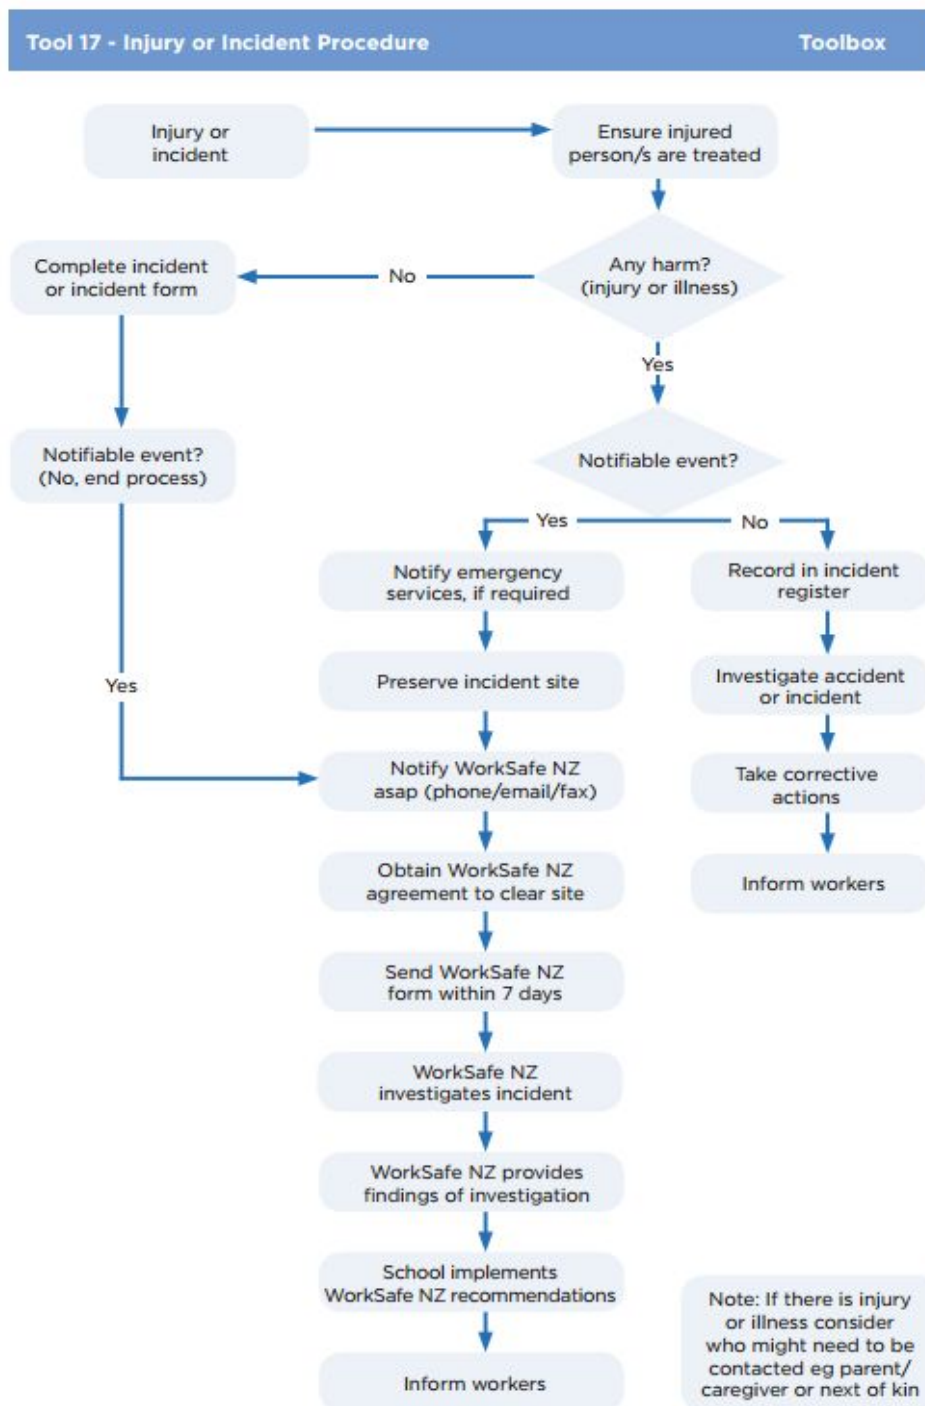 Tool 17 - Injury or Incident Procedure Toolbox
Injury or
incident
Ensure injured
person/s are treated
Any harm?
(injury or illness)
No
Complete incident
or incident form
Yes
Notifiable event?
(No, end process)
Notifiable event?
Yes
No
Notify emergency
services, if required
Record in incident
register
Preserve incident site
Investigate accident
or incident
Yes
Notify WorkSafe NZ
asap (phone/email/fax)
Take corrective
actions
Obtain WorkSafe NZ
agreement to clear site
Inform workers
Send WorkSafe NZ
form within 7 days
WorkSafe NZ
investigates incident
WorkSafe NZ provides
findings of investigation
School implements
WorkSafe NZ recommendations
Inform workers
Note: If there is injury
or illness consider
who might need to be
contacted eg parent/
caregiver or next of kin